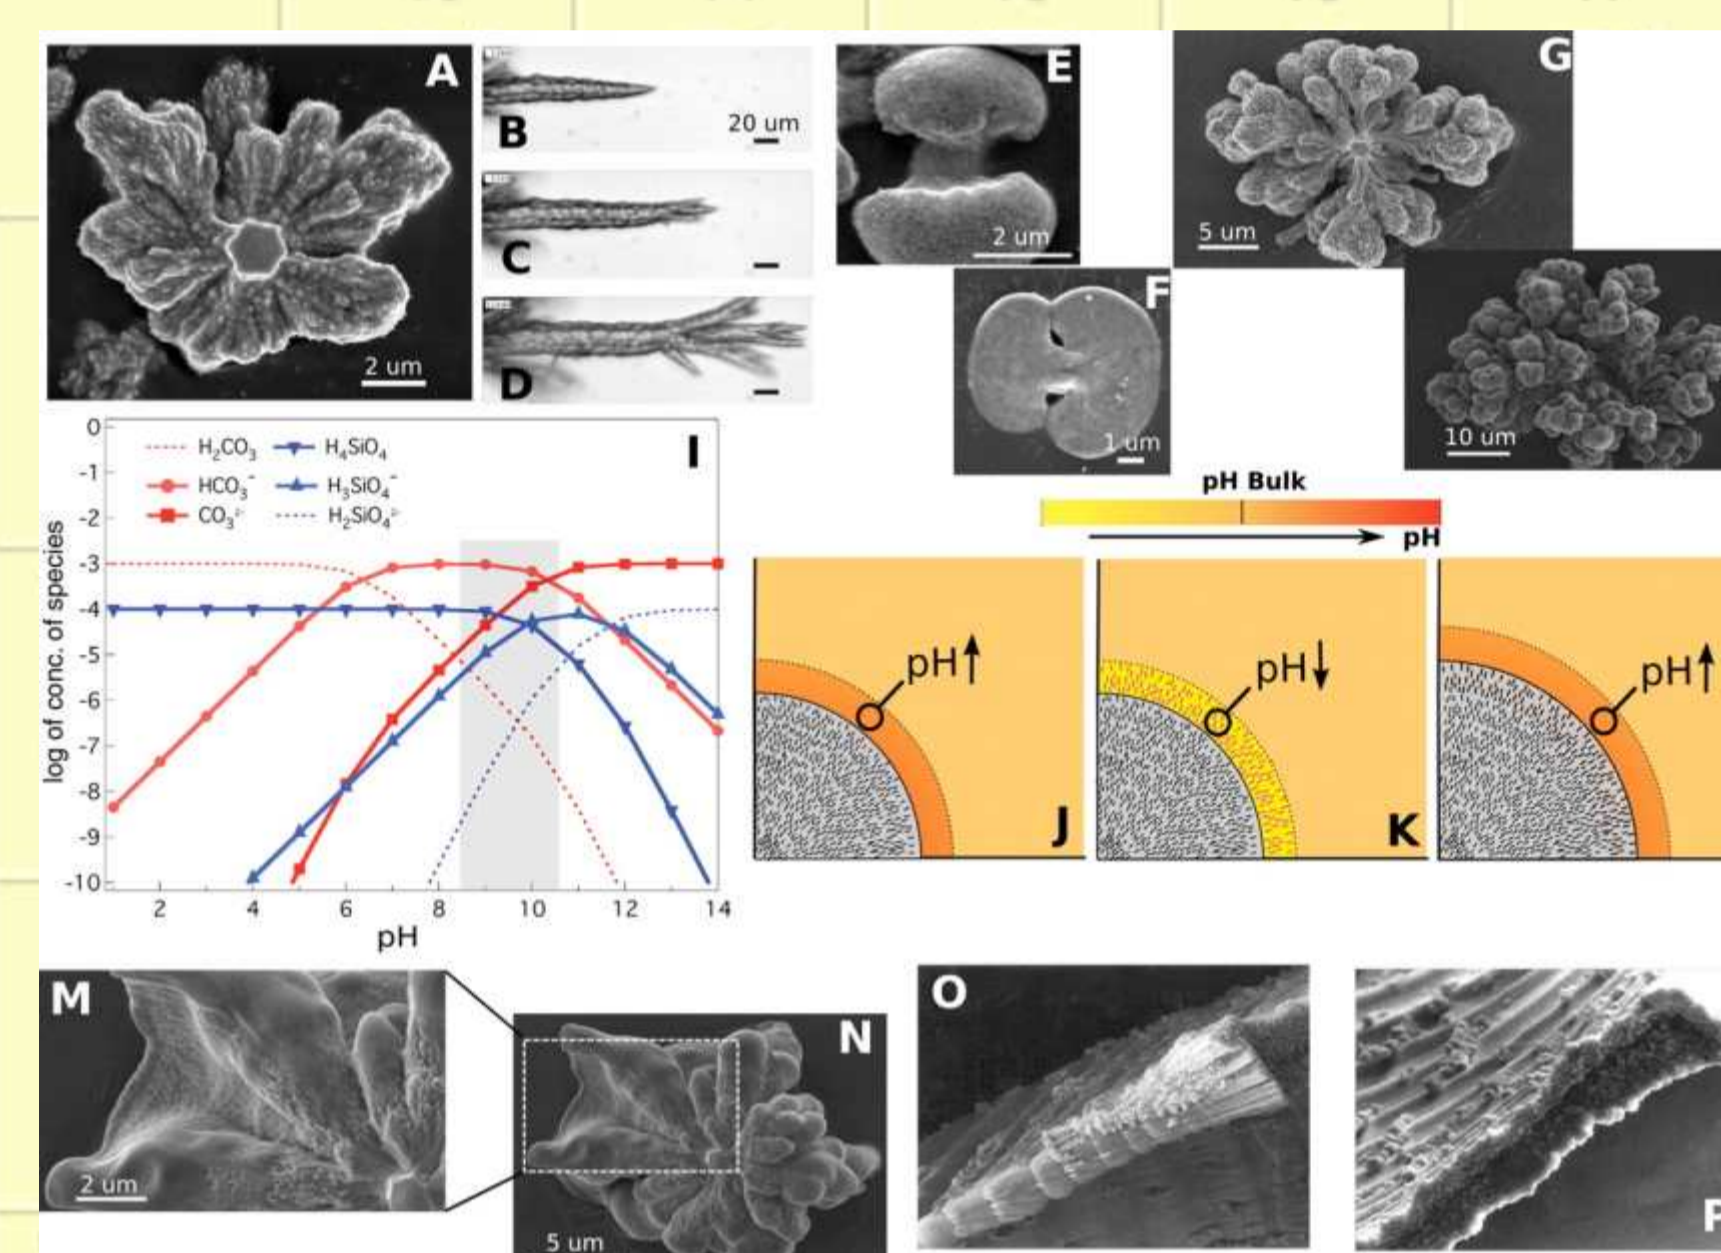 A
2 um
B
20 um
C
D
E
2 um
F
1 um
G
5 um
10 um
I
0
-1
-2
-3
-4
-5
-6
-7
-8
-9
-10
log of conc. of species
H₂CO₃
HCO₃⁻
CO₃²⁻
H₄SiO₄
H₃SiO₄⁻
H₂SiO₄²⁻
2 4 6 8 10 12 14
pH
pH Bulk
pH
pH↑
J
pH↓
K
pH↑
M
2 um
N
5 um
O
P